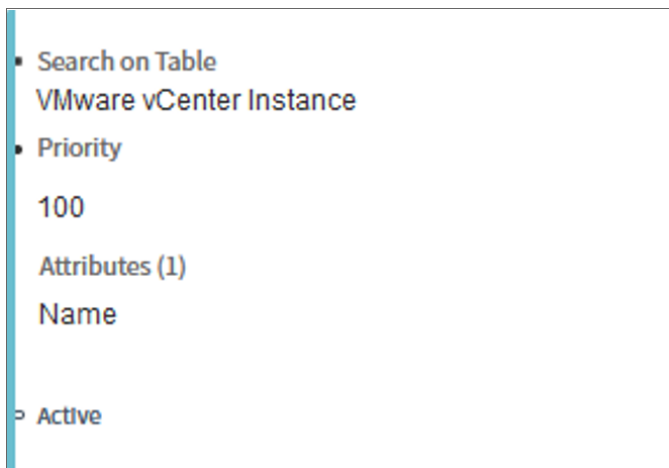 Search on Table
VMware vCenter Instance
Priority
100
Attributes (1)
Name
Active